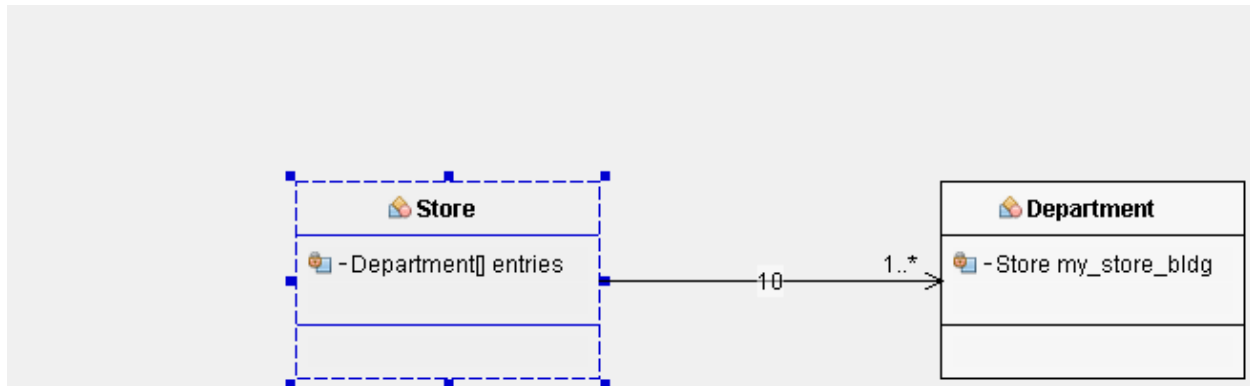 Store
-Department[] entries
10
1..*
Department
-Store my_store_bldg